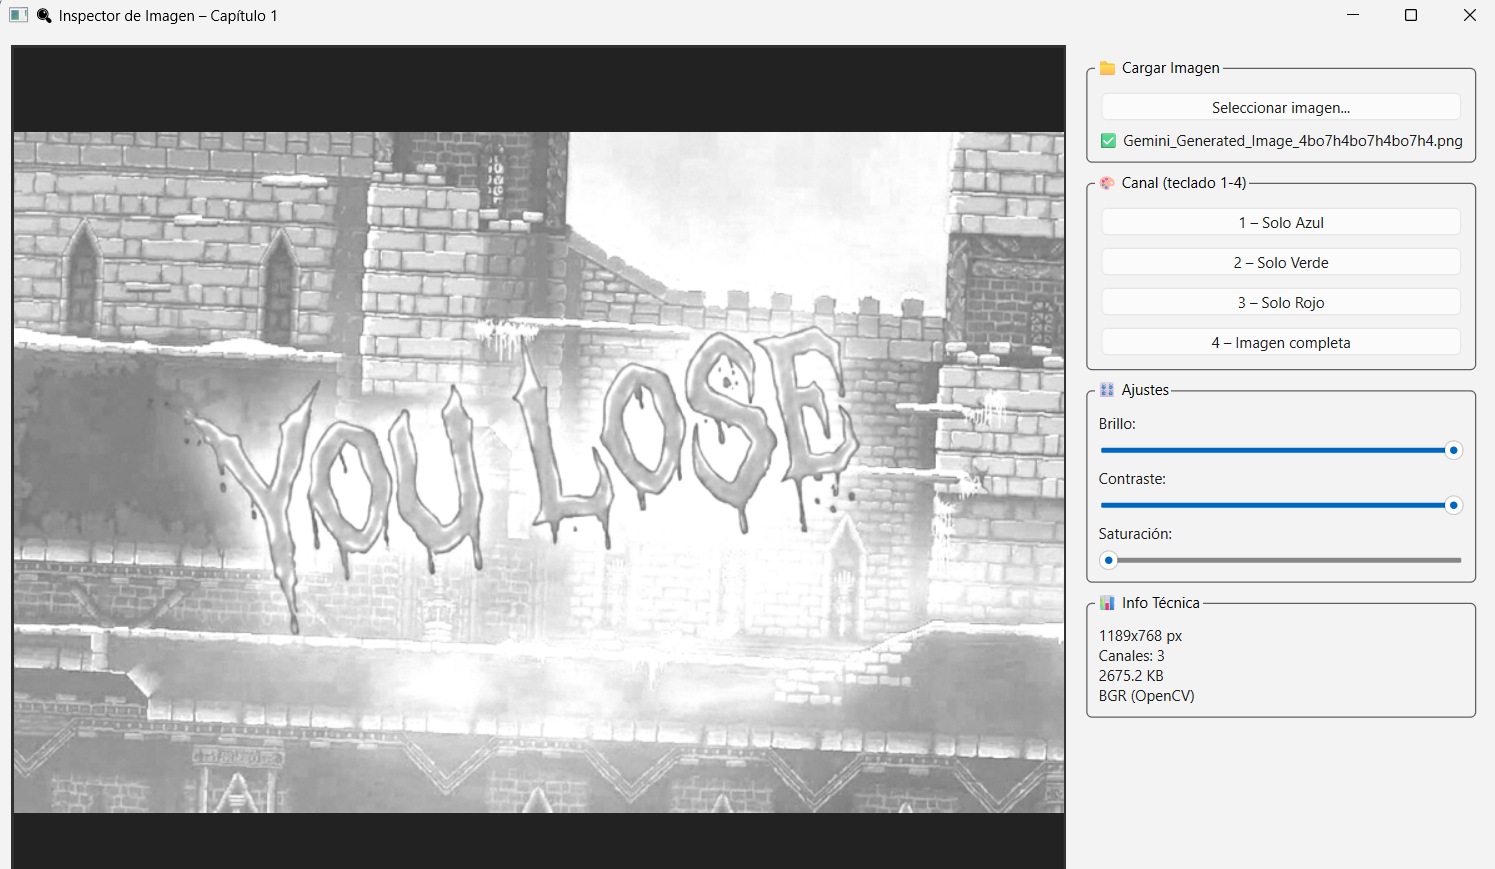 Inspector de Imagen – Capítulo 1
YOU LOSE
Cargar Imagen
Seleccionar imagen...
Gemini_Generated_Image_4bo7h4bo7h4bo7h4.png
Canal (teclado 1-4)
1 – Solo Azul
2 – Solo Verde
3 – Solo Rojo
4 – Imagen completa
Ajustes
Brillo:
Contraste:
Saturación:
Info Técnica
1189x768 px
Canales: 3
2675.2 KB
BGR (OpenCV)